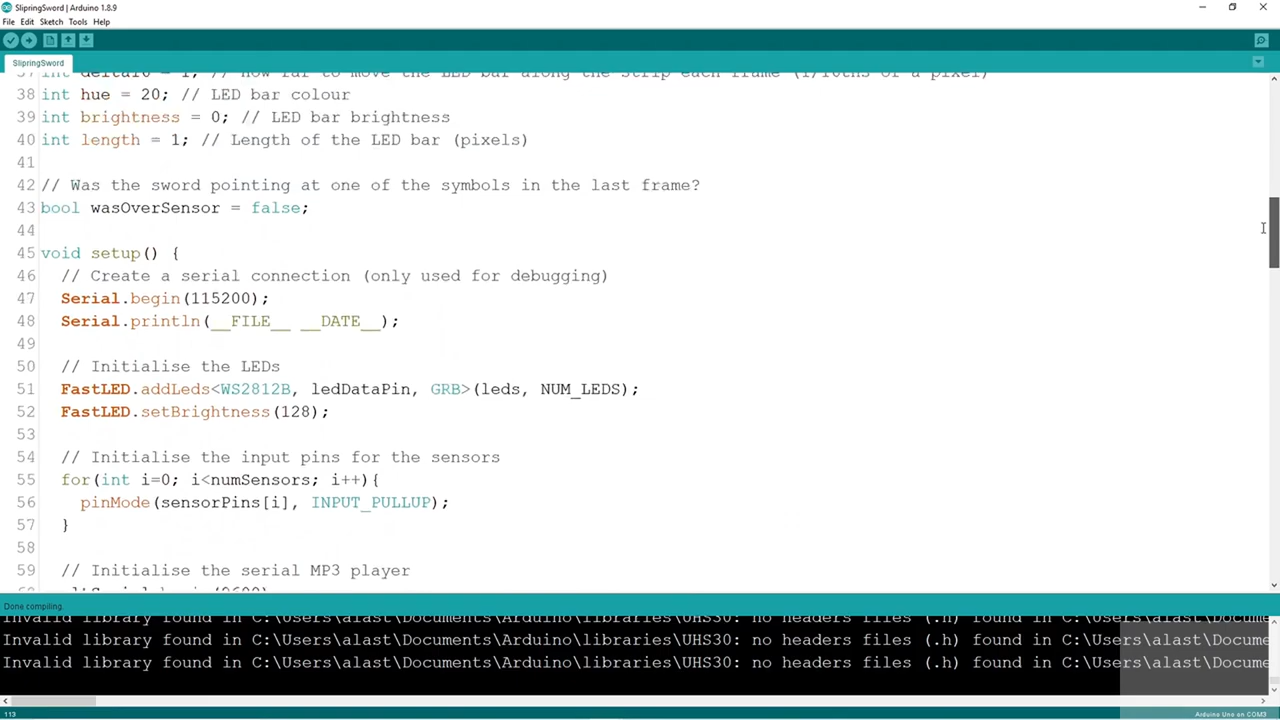 SlipringSword | Arduino 1.8.9
File Edit Sketch Tools Help
SlipringSword
37 int delta10 = 1; // How far to move the LED bar along the strip each frame (1/10ths of a pixel)
38 int hue = 20; // LED bar colour
39 int brightness = 0; // LED bar brightness
40 int length = 1; // Length of the LED bar (pixels)
41
42 // Was the sword pointing at one of the symbols in the last frame?
43 bool wasOverSensor = false;
44
45 void setup() {
46 // Create a serial connection (only used for debugging)
47 Serial.begin(115200);
48 Serial.println(__FILE__ __DATE__);
49
50 // Initialise the LEDs
51 FastLED.addLeds<WS2812B, ledDataPin, GRB>(leds, NUM_LEDS);
52 FastLED.setBrightness(128);
53
54 // Initialise the input pins for the sensors
55 for(int i=0; i<numSensors; i++){
56 pinMode(sensorPins[i], INPUT_PULLUP);
57 }
58
59 // Initialise the serial MP3 player
Done compiling.
Invalid library found in C:\Users\alast\Documents\Arduino\libraries\UHS30: no headers files (.h) found in C:\Users\alast\Docume
Invalid library found in C:\Users\alast\Documents\Arduino\libraries\UHS30: no headers files (.h) found in C:\Users\alast\Docume
Invalid library found in C:\Users\alast\Documents\Arduino\libraries\UHS30: no headers files (.h) found in C:\Users\alast\Docume
113
Arduino Uno on COM3